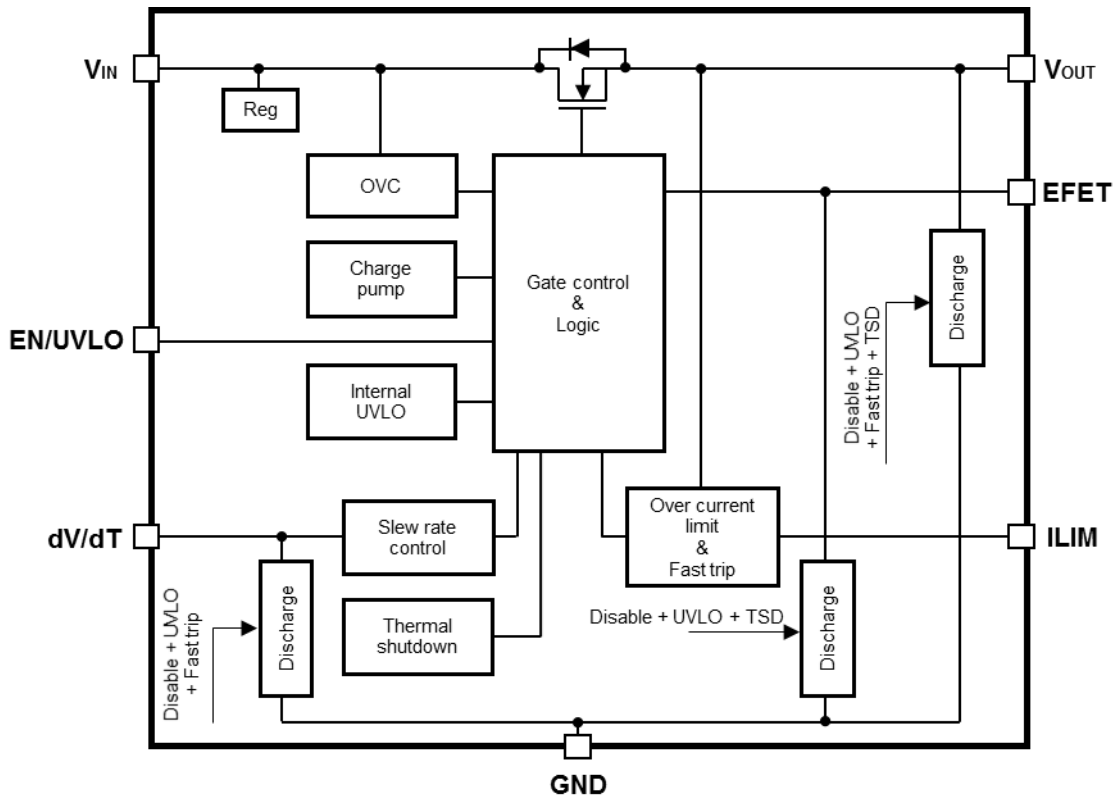 VIN
VOUT
Reg
OVC
EFET
Charge
pump
Gate control
&
Logic
Discharge
Disable + UVLO
+ Fast trip + TSD
EN/UVLO
Internal
UVLO
dV/dT
Slew rate
control
Over current
limit
&
Fast trip
ILIM
Discharge
Disable + UVLO
+ Fast trip
Thermal
shutdown
Disable + UVLO + TSD
Discharge
GND